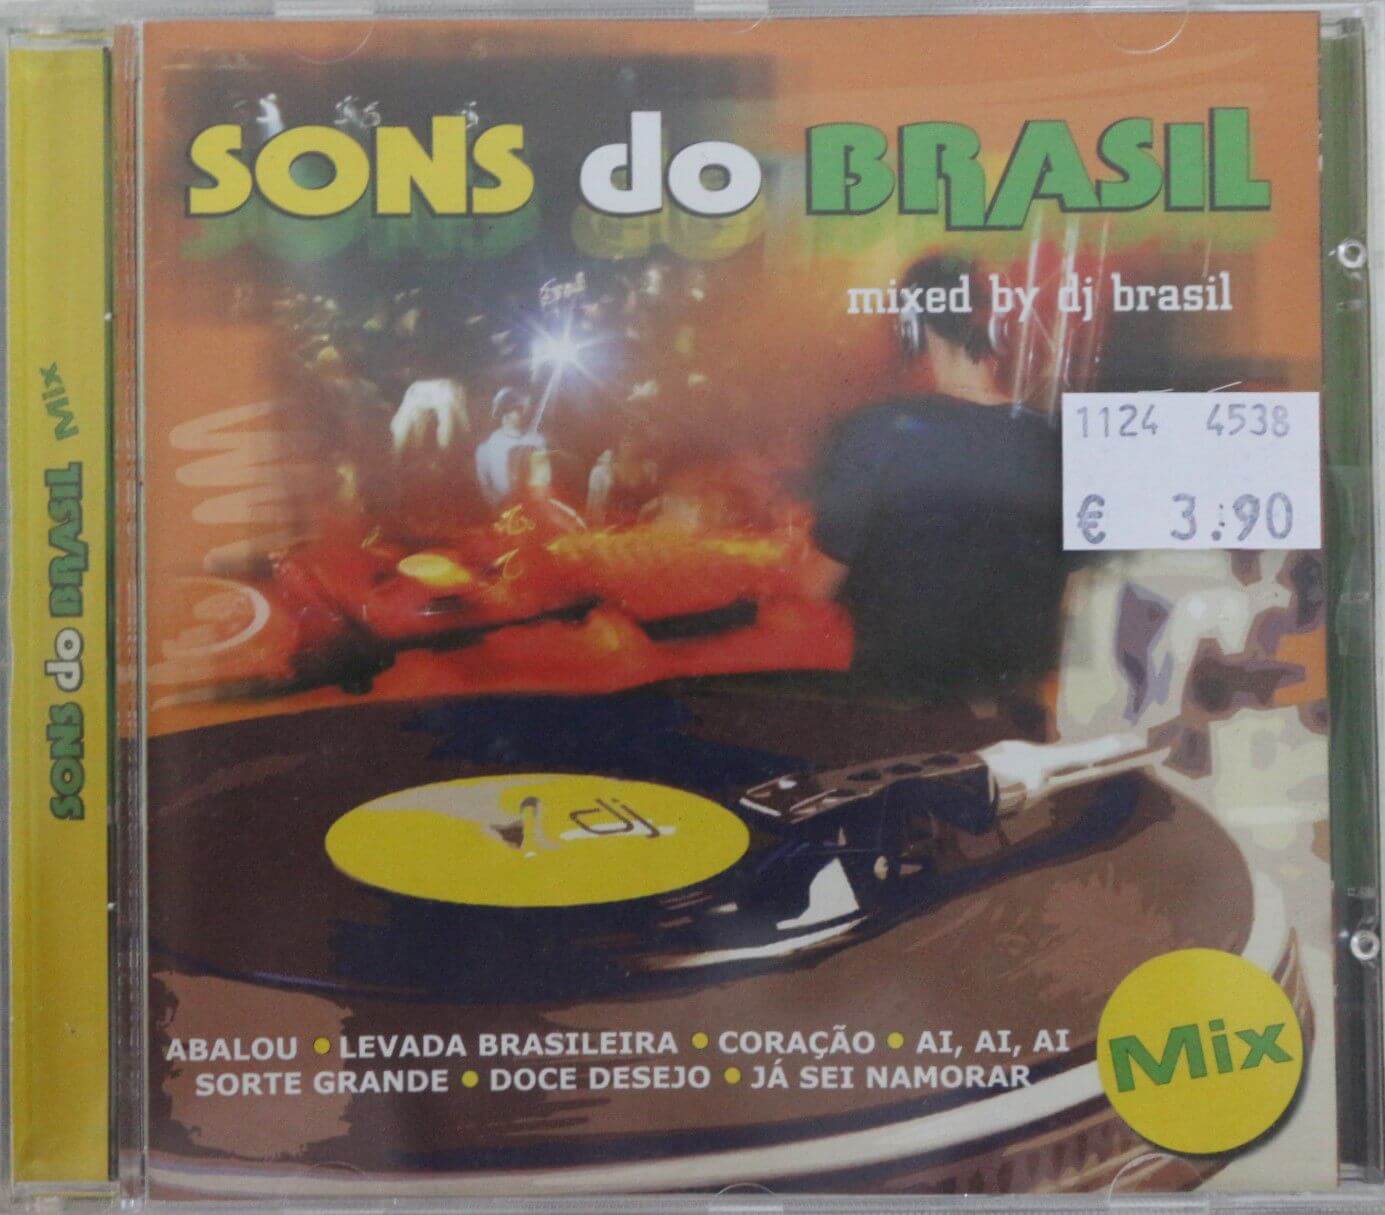 SONS do BRASIL
mixed by dj brasil
1124 4538
€ 3.90
SONS do BRASIL Mix
dj
ABALOU • LEVADA BRASILEIRA • CORAÇÃO • AI, AI, AI
SORTE GRANDE • DOCE DESEJO • JÁ SEI NAMORAR
Mix